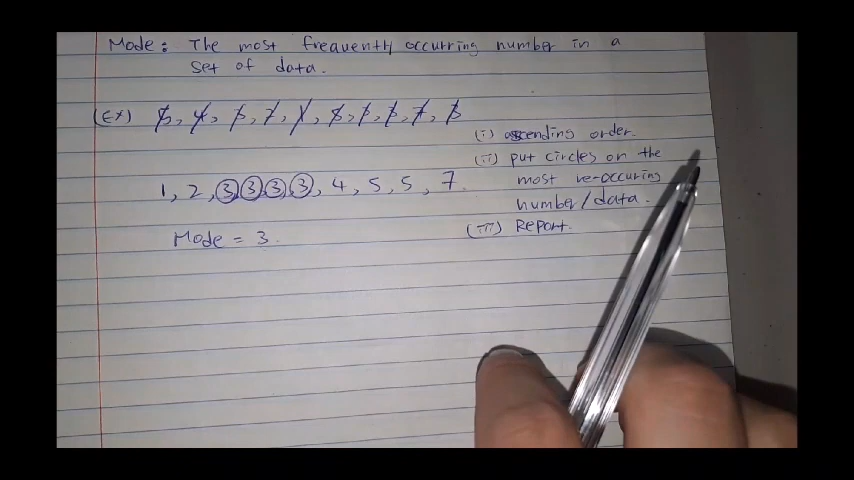 Mode: The most frequently occurring number in a
set of data.
(Ex)
(i) ascending order.
(ii) put circles on the
1, 2, 3, 3, 3, 3, 4, 5, 5, 7.
most re-occuring
number/data.
Mode = 3.
(iii) Report.